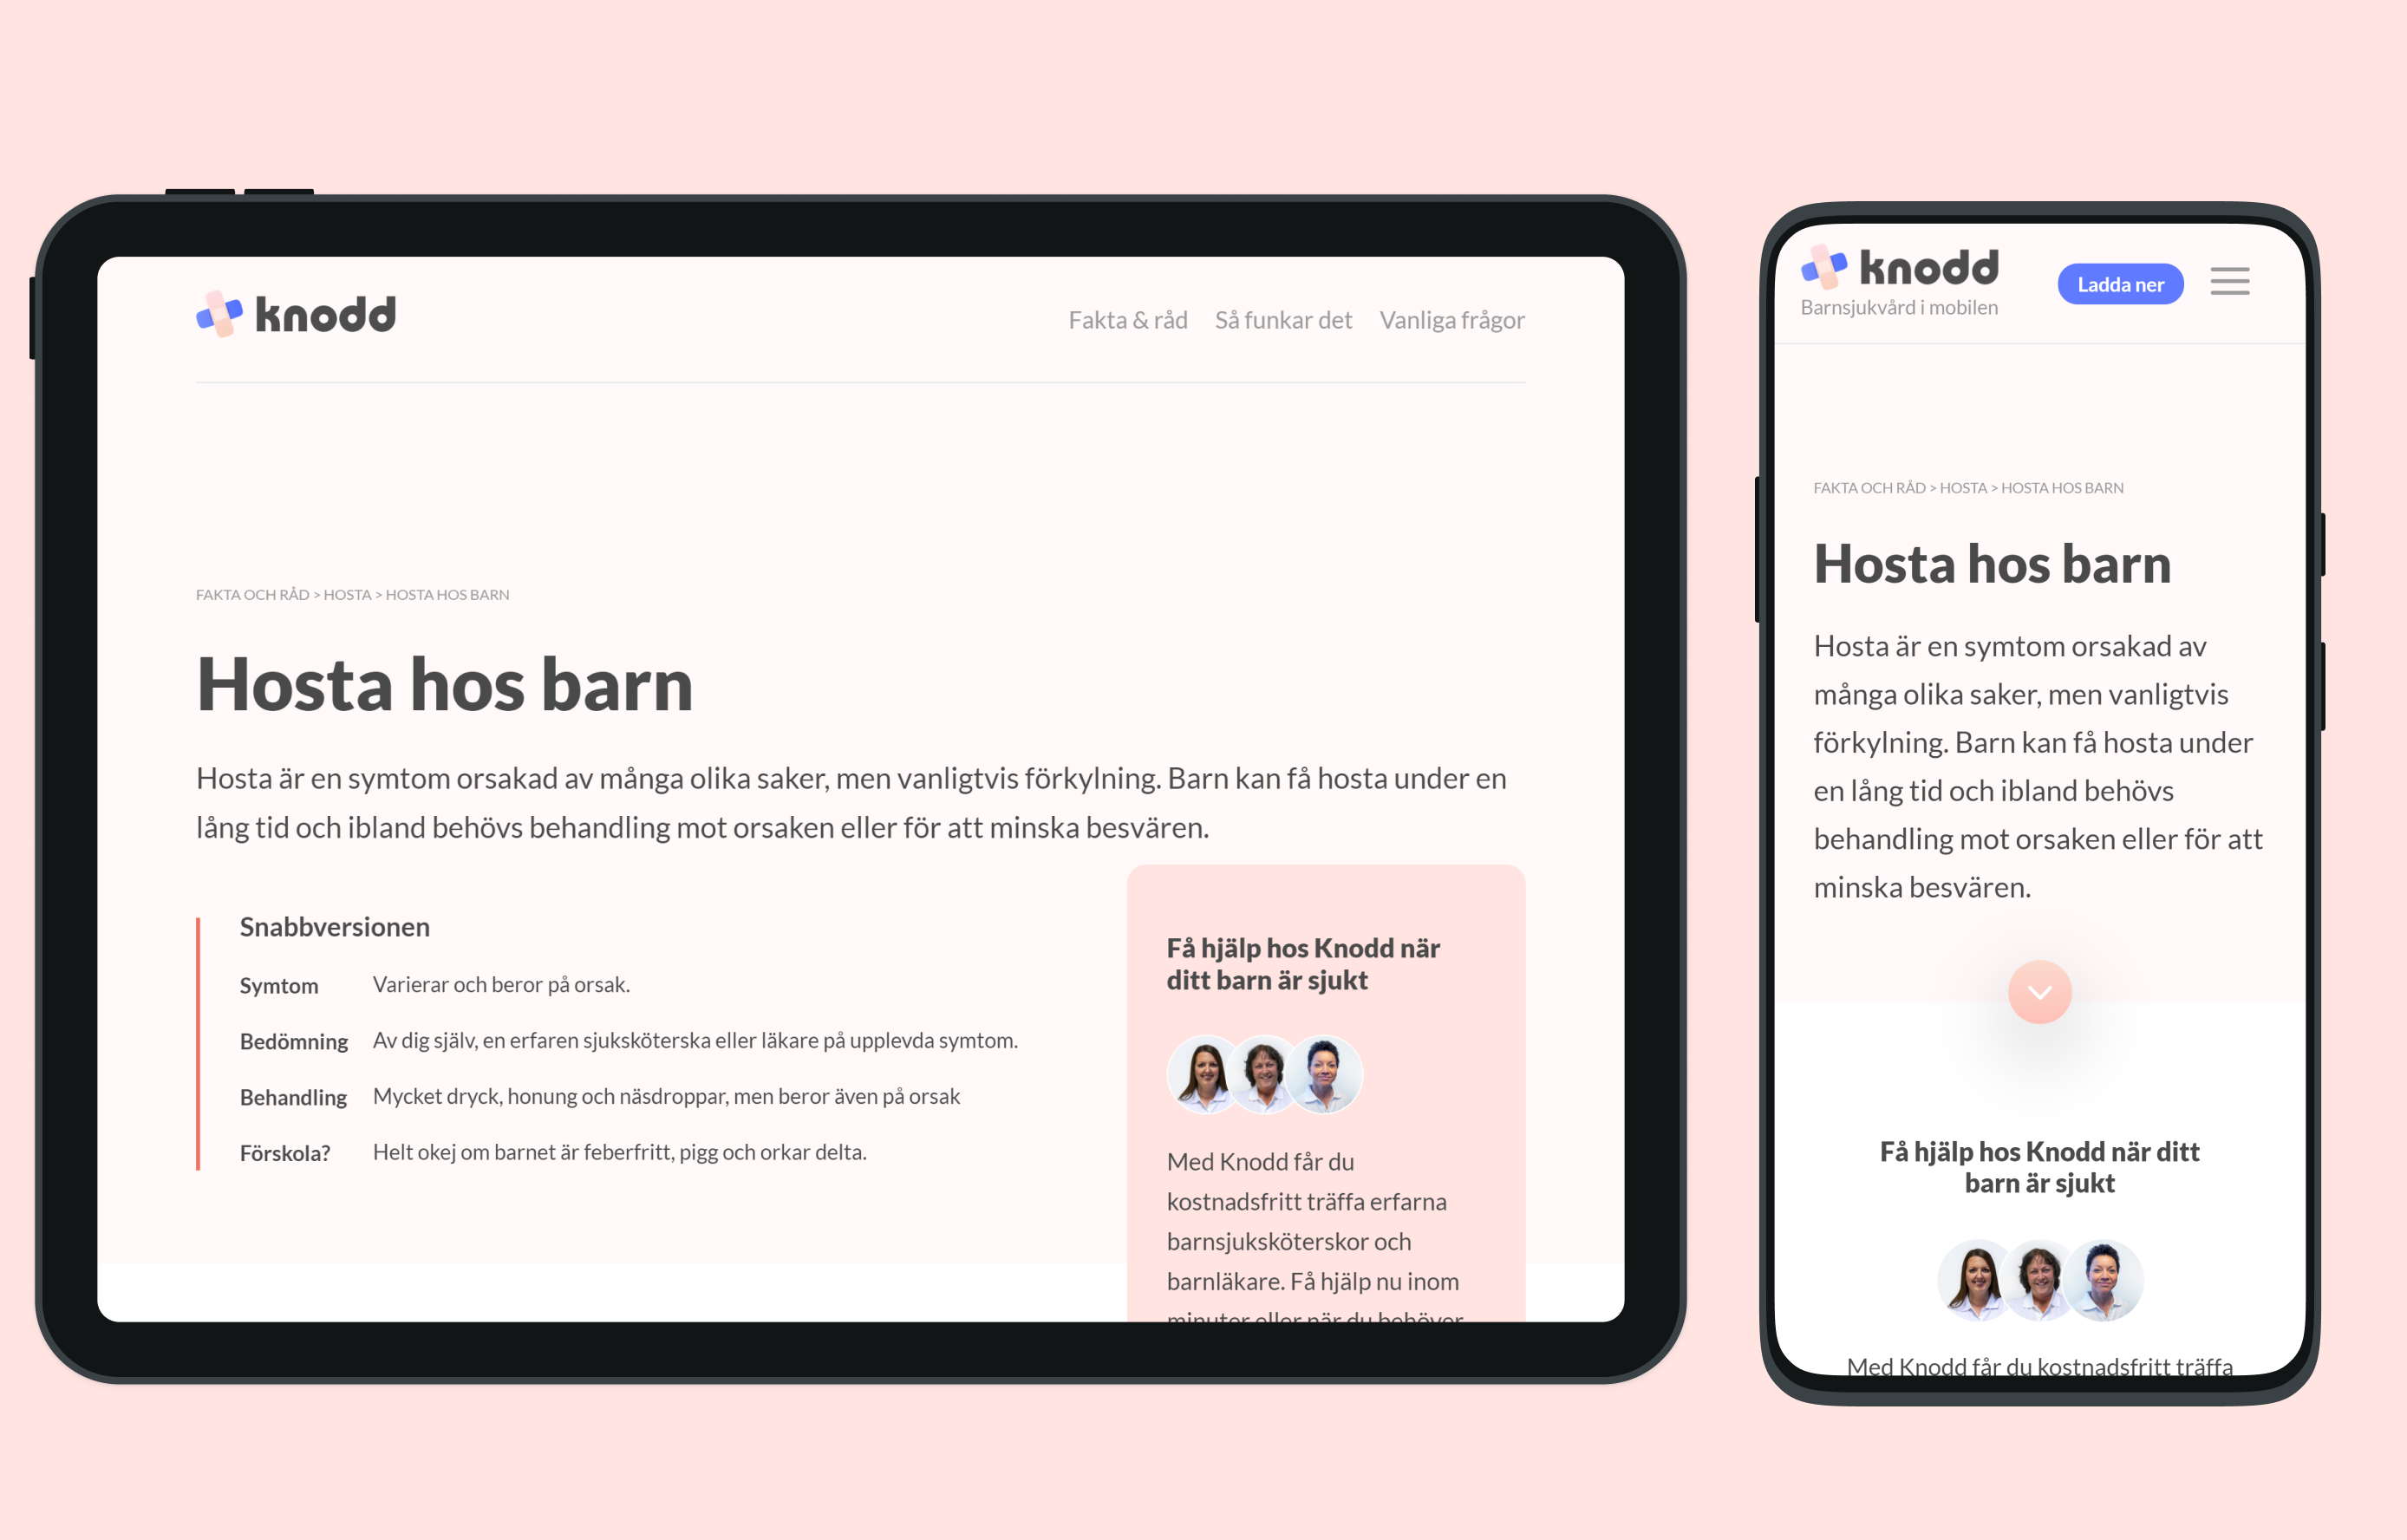 knodd
Fakta & råd Så funkar det Vanliga frågor
FAKTA OCH RÅD > HOSTA > HOSTA HOS BARN
Hosta hos barn
Hosta är en symtom orsakad av många olika saker, men vanligtvis förkylning. Barn kan få hosta under en
lång tid och ibland behövs behandling mot orsaken eller för att minska besvären.
Snabbversionen
Symtom Varierar och beror på orsak.
Bedömning Av dig själv, en erfaren sjuksköterska eller läkare på upplevda symtom.
Behandling Mycket dryck, honung och näsdroppar, men beror även på orsak
Förskola? Helt okej om barnet är feberfritt, pigg och orkar delta.
Få hjälp hos Knodd när
ditt barn är sjukt
Med Knodd får du
kostnadsfritt träffa erfarna
barnsjuksköterskor och
barnläkare. Få hjälp nu inom
minuter eller när du behöver
knodd
Barnsjukvård i mobilen
Ladda ner
FAKTA OCH RÅD > HOSTA > HOSTA HOS BARN
Hosta hos barn
Hosta är en symtom orsakad av
många olika saker, men vanligtvis
förkylning. Barn kan få hosta under
en lång tid och ibland behövs
behandling mot orsaken eller för att
minska besvären.
Få hjälp hos Knodd när ditt
barn är sjukt
Med Knodd får du kostnadsfritt träffa